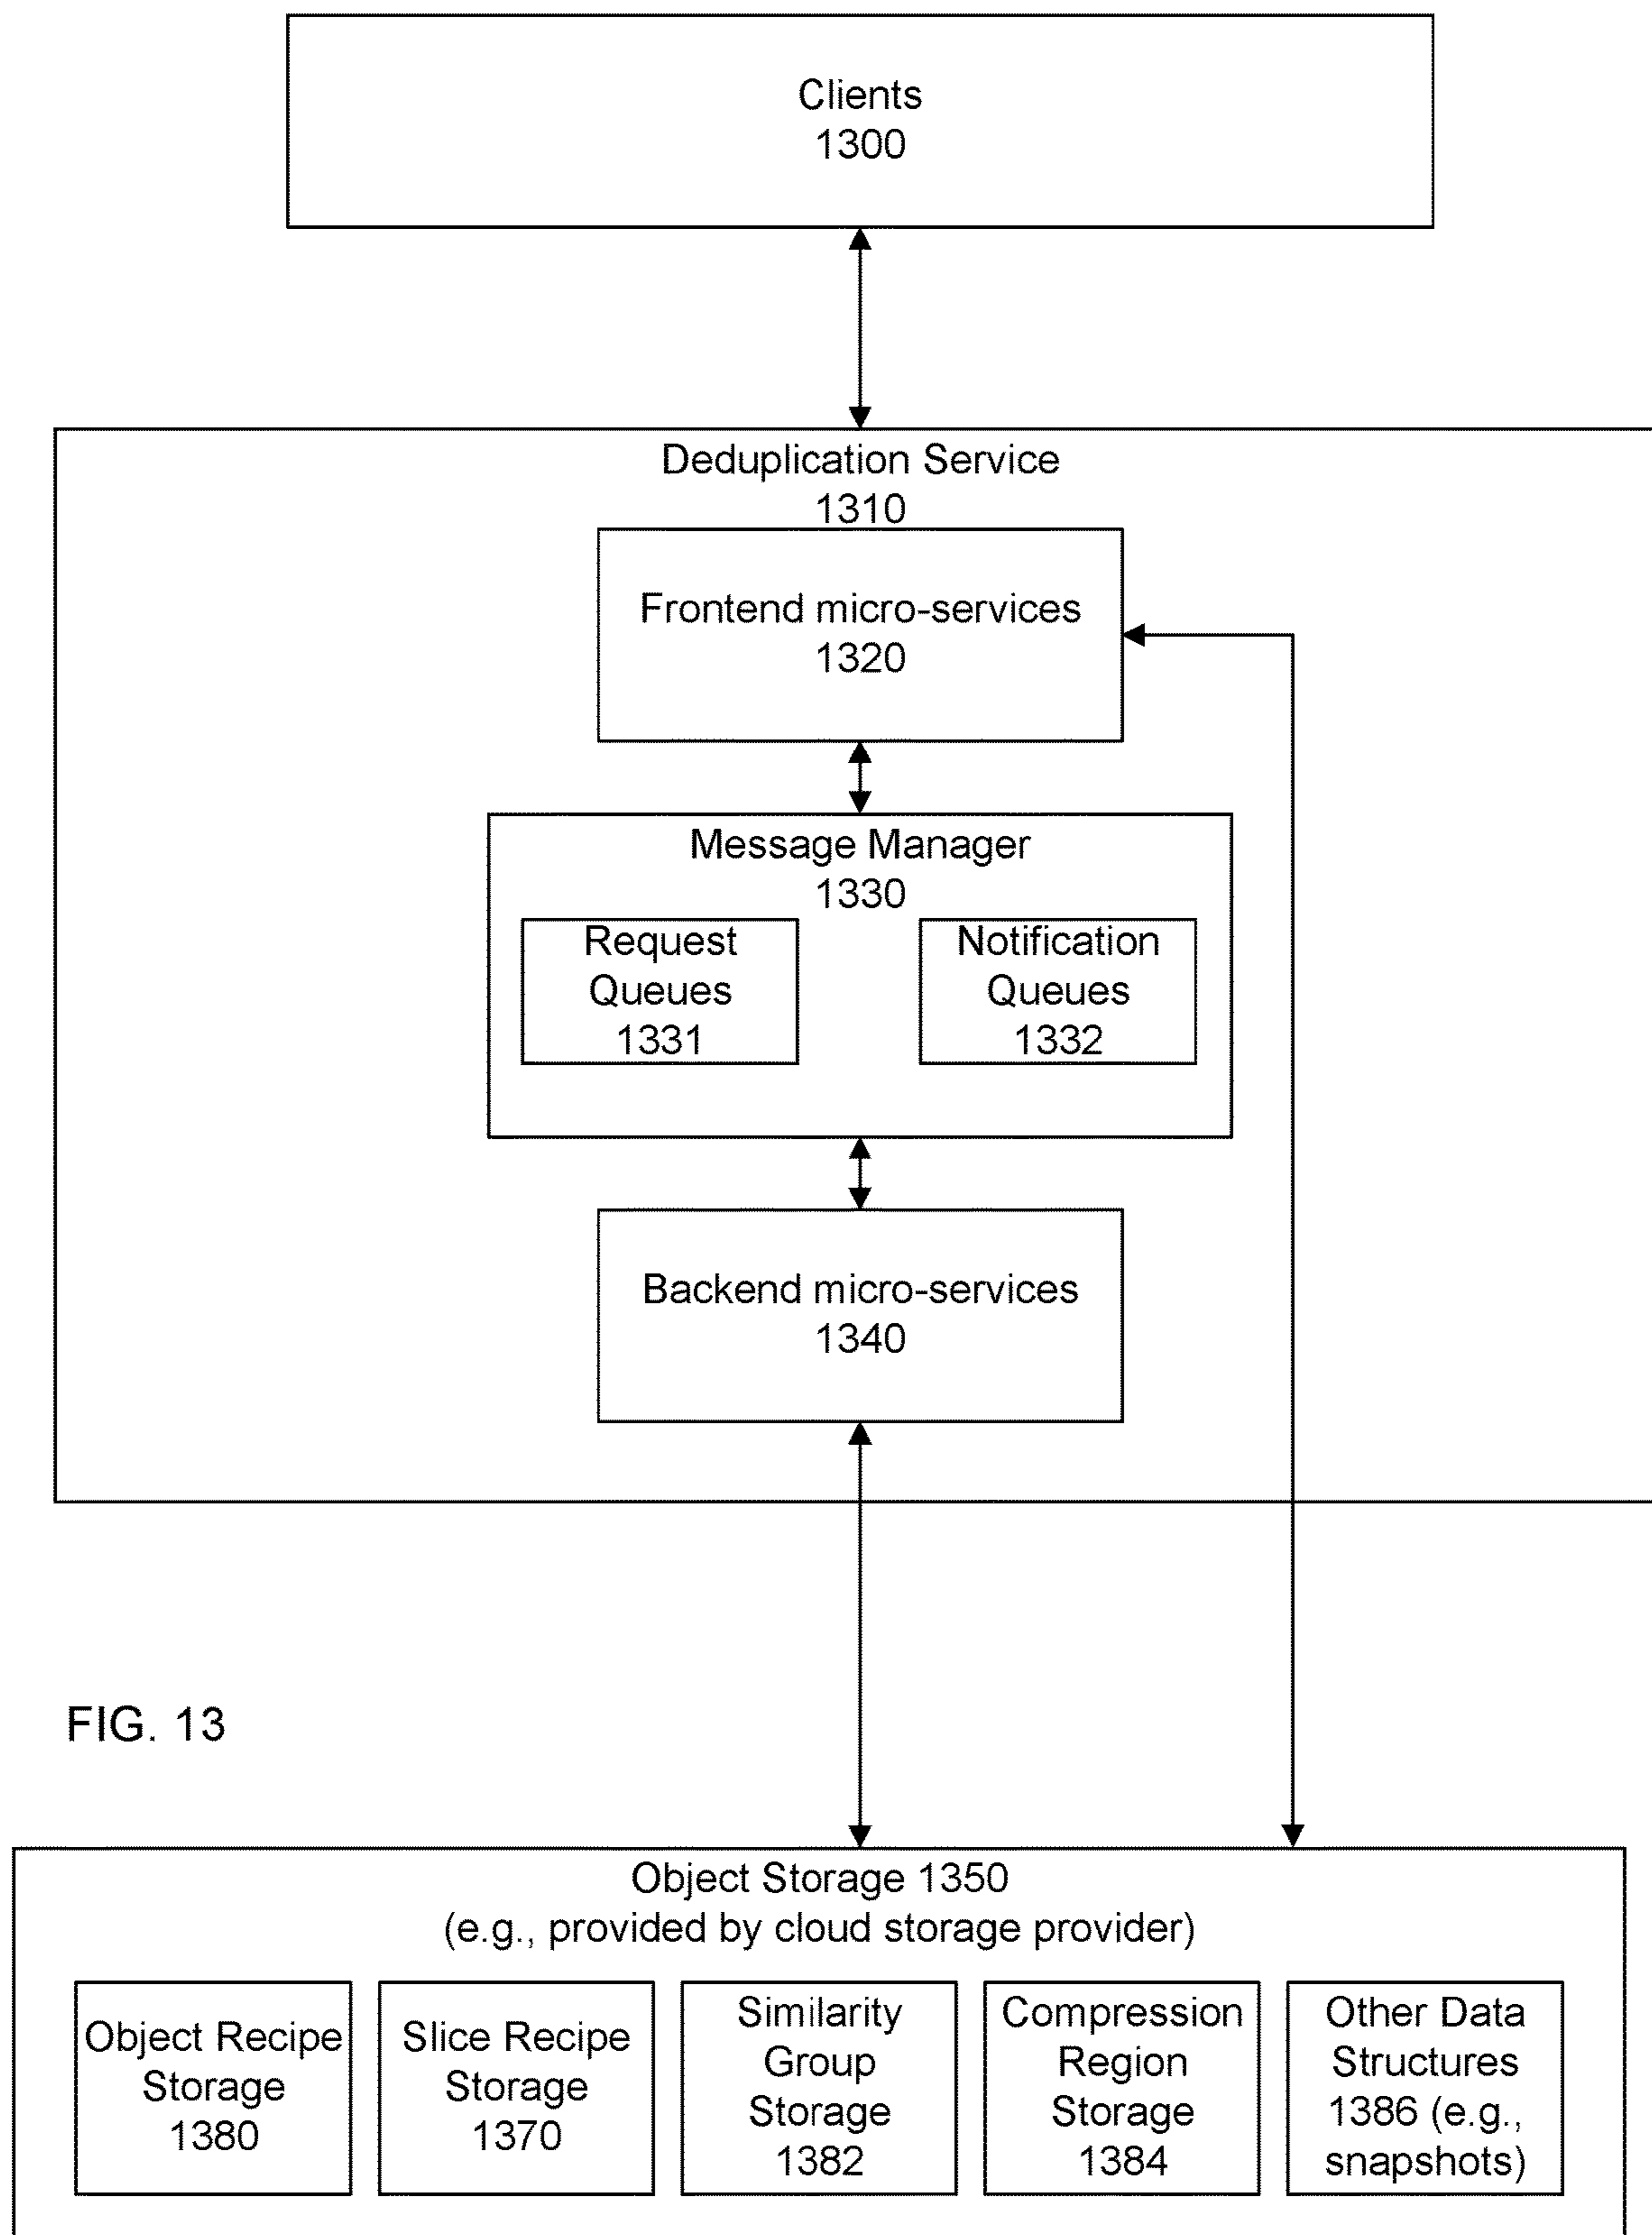 Clients
1300
Deduplication Service
1310
Frontend micro-services
1320
Message Manager
1330
Request
Queues
1331
Notification
Queues
1332
Backend micro-services
1340
FIG. 13
Object Storage 1350
(e.g., provided by cloud storage provider)
Object Recipe
Storage
1380
Slice Recipe
Storage
1370
Similarity
Group
Storage
1382
Compression
Region
Storage
1384
Other Data
Structures
1386 (e.g.,
snapshots)